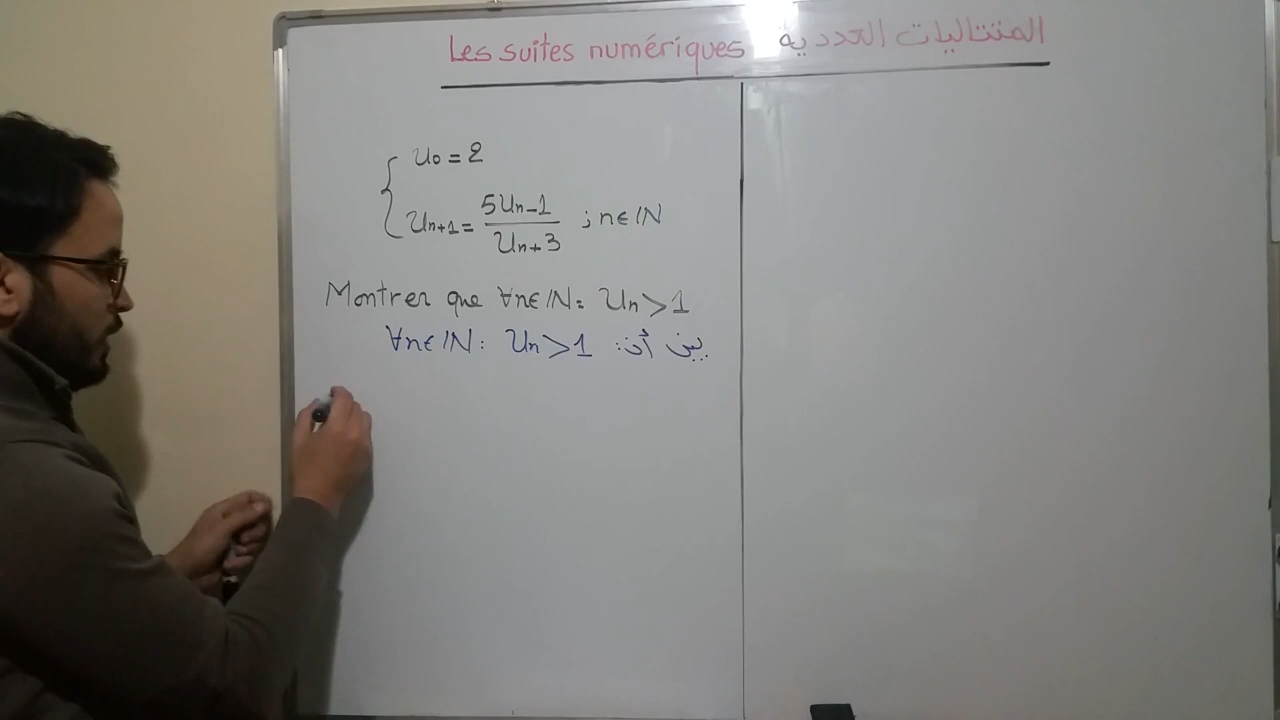 Les suites numériques المتتاليات العددية
U₀ = 2
Uₙ₊₁ = (5Uₙ - 1)/(Uₙ + 3) ; n ∈ IN
Montrer que ∀n ∈ IN: Uₙ > 1
بين أن: ∀n ∈ IN: Uₙ > 1